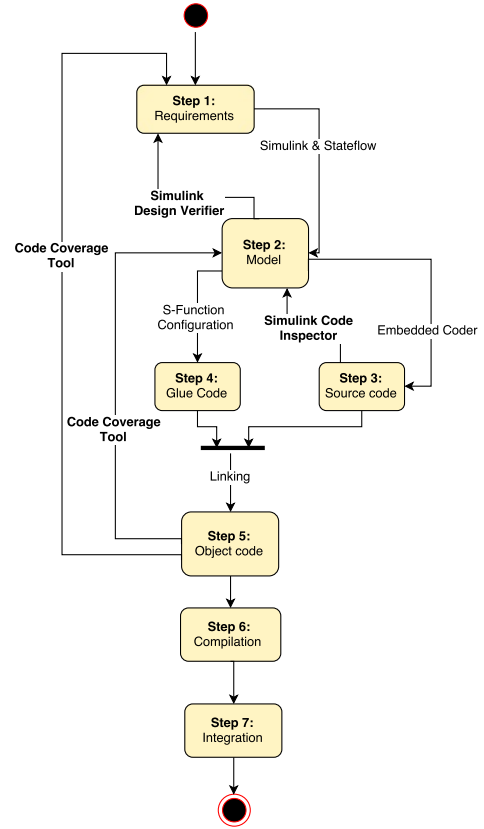 Step 1:
Requirements
Simulink & Stateflow
Simulink
Design Verifier
Code Coverage
Tool
Step 2:
Model
S-Function
Configuration
Simulink Code
Inspector
Embedded Coder
Step 4:
Glue Code
Step 3:
Source code
Code Coverage
Tool
Linking
Step 5:
Object code
Step 6:
Compilation
Step 7:
Integration